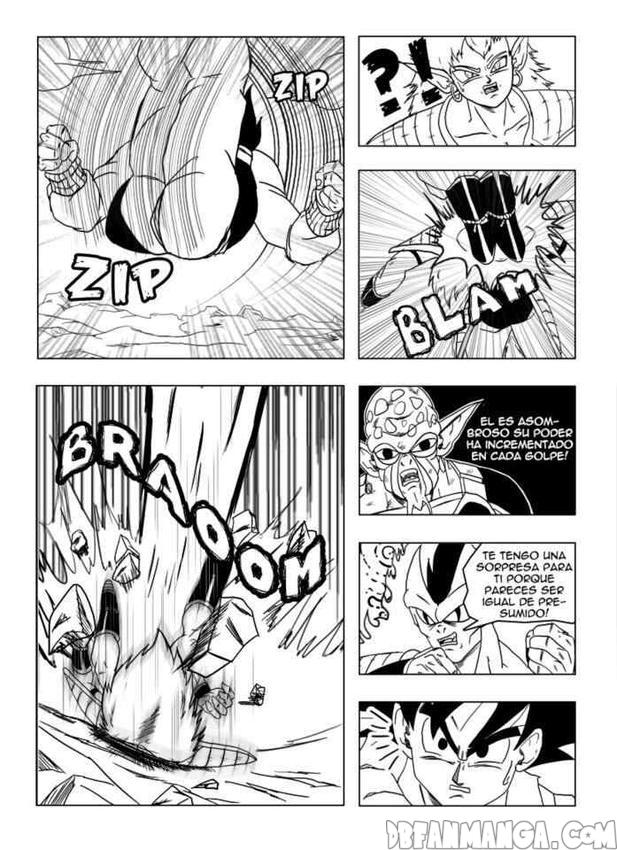 ZIP
ZIP
?!
BLAM
BRAOOOM
EL ES ASOM-
BROSO SU PODER
HA INCREMENTADO
EN CADA GOLPE!
TE TENGO UNA
SORPRESA PARA
TI PORQUE
PARECES SER
IGUAL DE PRE-
SUMIDO!
DBFANMANGA.COM